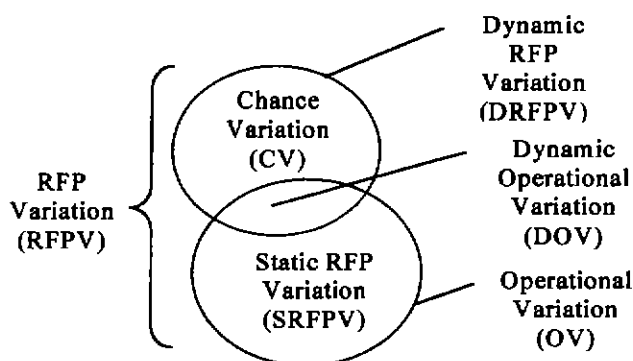 Dynamic
RFP
Variation
(DRFPV)
Chance
Variation
(CV)
Dynamic
Operational
Variation
(DOV)
RFP
Variation
(RFPV)
Static RFP
Variation
(SRFPV)
Operational
Variation
(OV)